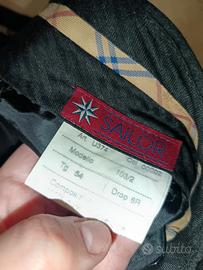 SAILOR
Art. U374
Modello 103/2
Tg 54 Drop 6R
subito